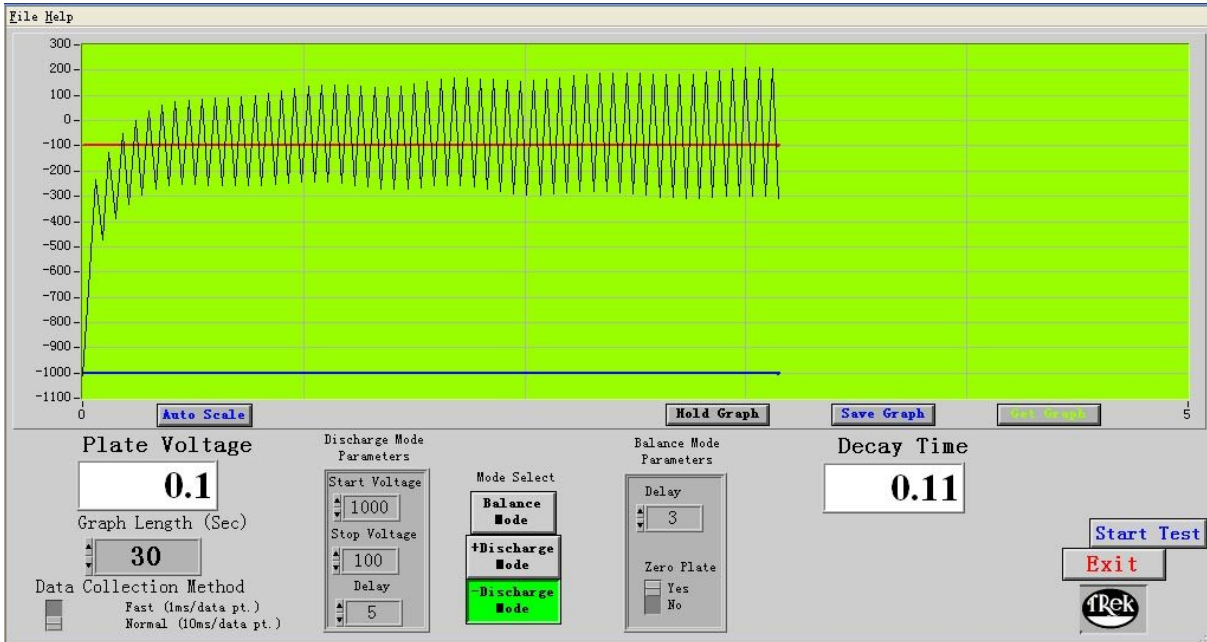 File Help
300
200
100
0
-100
-200
-300
-400
-500
-600
-700
-800
-900
-1000
-1100
0
5
Auto Scale
Hold Graph
Save Graph
Get Graph
Plate Voltage
0.1
Graph Length (Sec)
30
Data Collection Method
Fast (1ms/data pt.)
Normal (10ms/data pt.)
Discharge Mode
Parameters
Start Voltage
1000
Stop Voltage
100
Delay
5
Mode Select
Balance
Mode
+Discharge
Mode
-Discharge
Mode
Balance Mode
Parameters
Delay
3
Zero Plate
Yes
No
Decay Time
0.11
Start Test
Exit
TRek